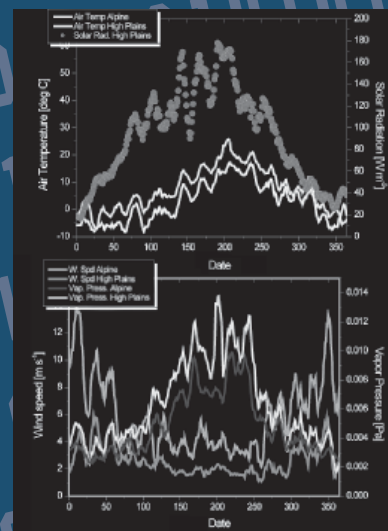 Air Temp Alpine
Air Temp High Plains
Solar Rad. High Plains
200
180
160
140
120
100
80
60
40
20
0
60
50
40
30
20
10
0
-10
Air Temperature [deg C]
Solar Radiation [W/m²]
0 50 100 150 200 250 300 350
Date
W. Spd Alpine
W. Spd High Plains
Vap. Press. Alpine
Vap. Press. High Plains
12
10
8
6
4
2
0
Wind speed [m s⁻¹]
0.014
0.012
0.010
0.008
0.006
0.004
0.002
0.000
Vapor Pressure [Pa]
0 50 100 150 200 250 300 350
Date